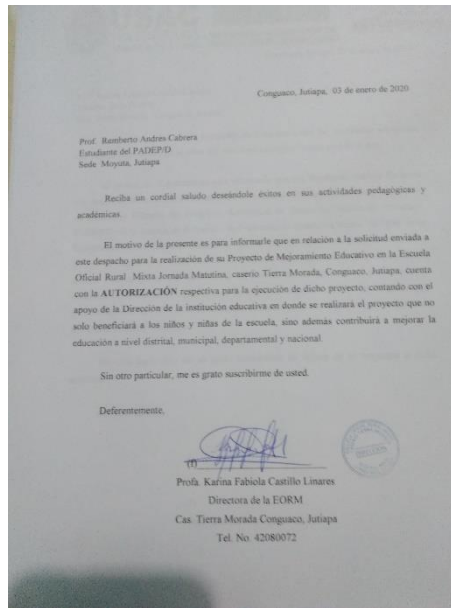 Conguaco, Jutiapa, 03 de enero de 2020
Prof. Remberto Andres Cabrera
Estudiante del PADEP/D
Sede Moyuta, Jutiapa
Reciba un cordial saludo deseándole éxitos en sus actividades pedagógicas y
académicas.
El motivo de la presente es para informarle que en relación a la solicitud enviada a
este despacho para la realización de su Proyecto de Mejoramiento Educativo en la Escuela
Oficial Rural Mixta Jornada Matutina, caserío Tierra Morada, Conguaco, Jutiapa, cuenta
con la AUTORIZACIÓN respectiva para la ejecución de dicho proyecto, contando con el
apoyo de la Dirección de la institución educativa en donde se realizará el proyecto que no
solo beneficiará a los niños y niñas de la escuela, sino además contribuirá a mejorar la
educación a nivel distrital, municipal, departamental y nacional.
Sin otro particular, me es grato suscribirme de usted.
Deferentemente,
(f)
Profa. Karina Fabiola Castillo Linares
Directora de la EORM
Cas. Tierra Morada Conguaco, Jutiapa
Tel. No. 42080072